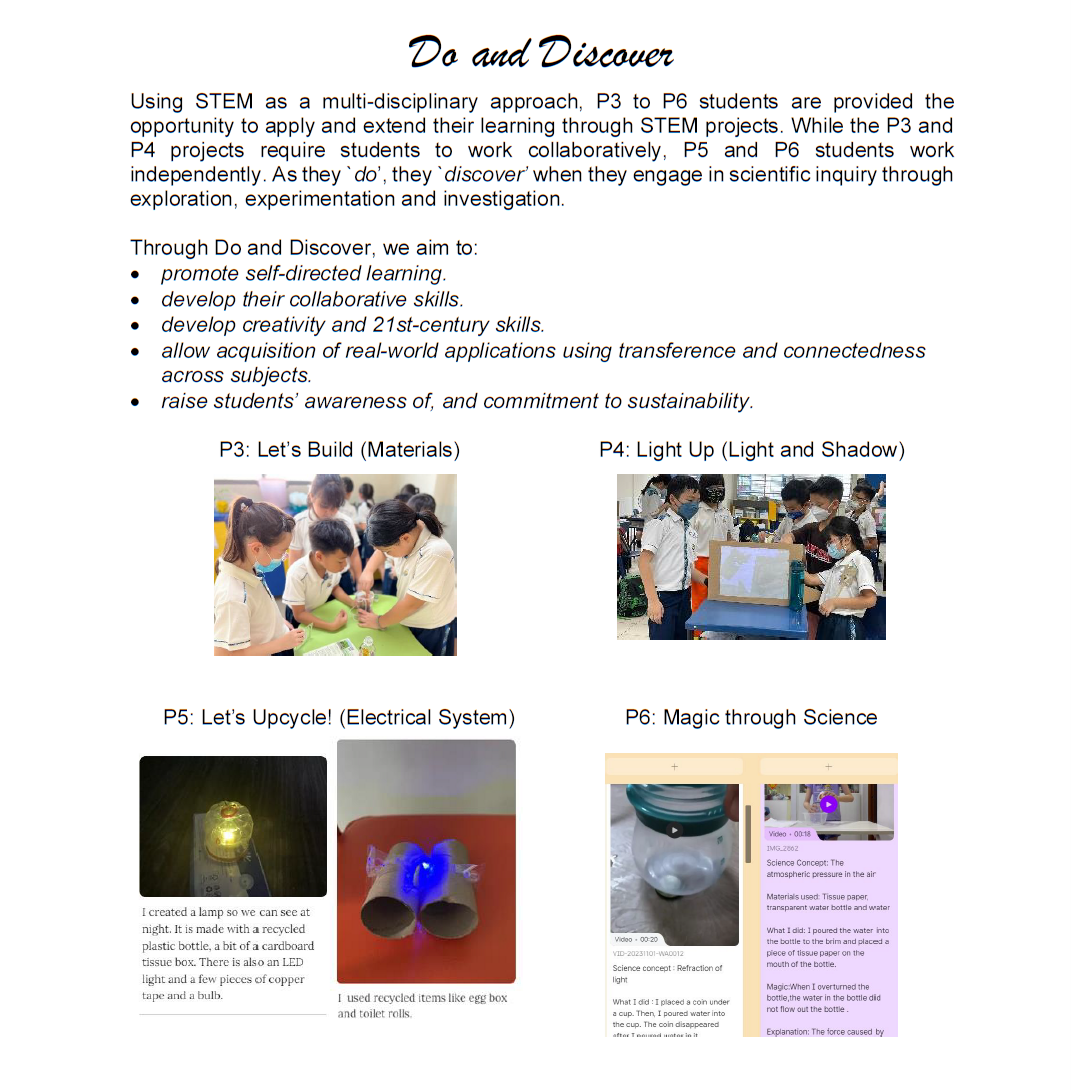 Do and Discover
Using STEM as a multi-disciplinary approach, P3 to P6 students are provided the
opportunity to apply and extend their learning through STEM projects. While the P3 and
P4 projects require students to work collaboratively, P5 and P6 students work
independently. As they `do', they `discover' when they engage in scientific inquiry through
exploration, experimentation and investigation.
Through Do and Discover, we aim to:
• promote self-directed learning.
• develop their collaborative skills.
• develop creativity and 21st-century skills.
• allow acquisition of real-world applications using transference and connectedness
across subjects.
• raise students' awareness of, and commitment to sustainability.
P3: Let's Build (Materials)
P4: Light Up (Light and Shadow)
P5: Let's Upcycle! (Electrical System)
I created a lamp so we can see at
night. It is made with a recycled
plastic bottle, a bit of a cardboard
tissue box. There is also an LED
light and a few pieces of copper
tape and a bulb.
I used recycled items like egg box
and toilet rolls.
P6: Magic through Science
+
Video • 00:20
VID-20231101-WA0012
Science concept : Refraction of
light
What I did : I placed a coin under
a cup. Then, I poured water into
the cup. The coin disappeared
after I poured water in it
+
Video • 00:18
IMG_2862
Science Concept: The
atmospheric pressure in the air
Materials used: Tissue paper,
transparent water bottle and water
What I did: I poured the water into
the bottle to the brim and placed a
piece of tissue paper on the
mouth of the bottle.
Magic:When I overturned the
bottle,the water in the bottle did
not flow out the bottle .
Explanation: The force caused by